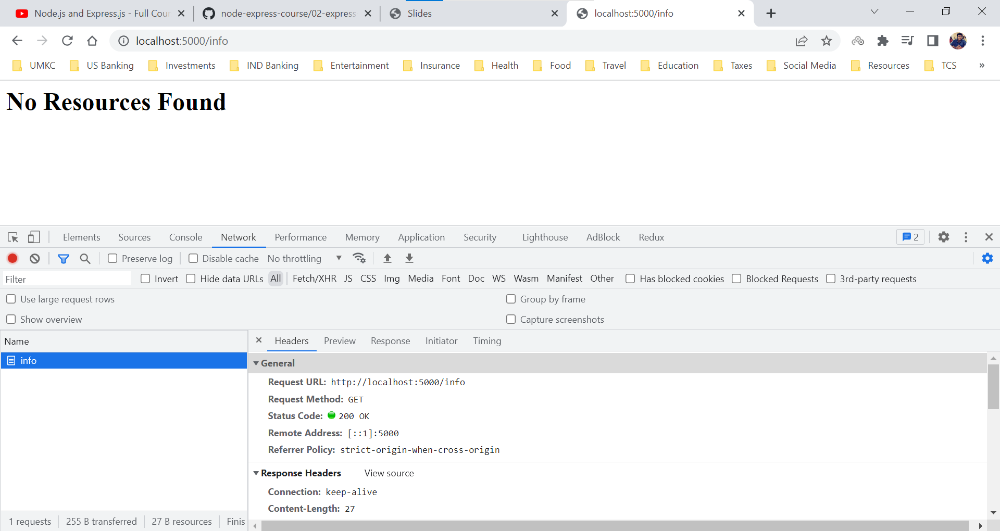 Node.js and Express.js - Full Cour
node-express-course/02-express
Slides
localhost:5000/info
localhost:5000/info
UMKC US Banking Investments IND Banking Entertainment Insurance Health Food Travel Education Taxes Social Media Resources TCS »
No Resources Found
Elements Sources Console Network Performance Memory Application Security Lighthouse AdBlock Redux 2
Preserve log Disable cache No throttling
Filter Invert Hide data URLs All Fetch/XHR JS CSS Img Media Font Doc WS Wasm Manifest Other Has blocked cookies Blocked Requests 3rd-party requests
Use large request rows Group by frame
Show overview Capture screenshots
Name
info
Headers Preview Response Initiator Timing
General
Request URL: http://localhost:5000/info
Request Method: GET
Status Code: 200 OK
Remote Address: [::1]:5000
Referrer Policy: strict-origin-when-cross-origin
Response Headers View source
Connection: keep-alive
Content-Length: 27
1 requests 255 B transferred 27 B resources Finis